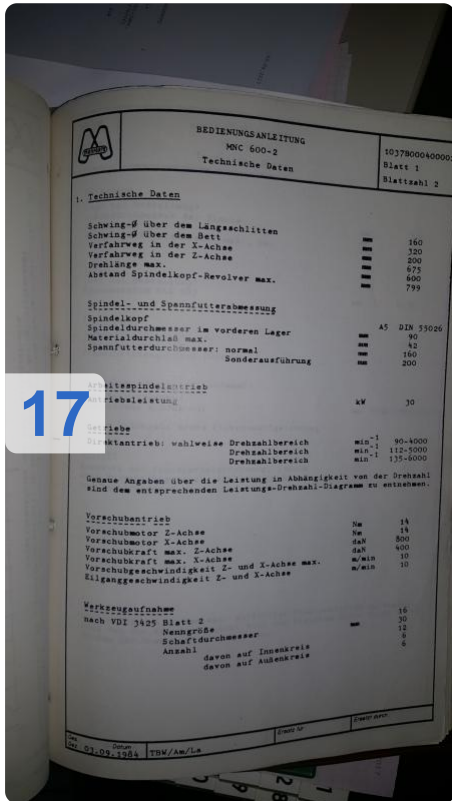 BEDIENUNGSANLEITUNG
MNC 600-2
Technische Daten
Blatt 1
Blattzahl 2
1. Technische Daten
Schwing-Ø über dem Längsschlitten mm 160
Schwing-Ø über dem Bett mm 320
Verfahrweg in der X-Achse mm 200
Verfahrweg in der Z-Achse mm 675
Drehlänge max. mm 600
Abstand Spindelkopf-Revolver max. mm 799
Spindel- und Spannfutterabmessung
Spindelkopf A5 DIN 55026
Spindeldurchmesser im vorderen Lager mm 90
Materialdurchlaß max. mm 42
Spannfutterdurchmesser: normal mm 160
Sonderausführung mm 200
17
Arbeitsspindelantrieb
Antriebsleistung kW 30
Getriebe
Direktantrieb: wahlweise Drehzahlbereich min-1 90-4000
Drehzahlbereich min-1 112-5000
Drehzahlbereich min-1 135-6000
Genaue Angaben über die Leistung in Abhängigkeit von der Drehzahl
sind dem entsprechenden Leistungs-Drehzahl-Diagramm zu entnehmen.
Vorschubantrieb
Vorschubmotor Z-Achse Nm 14
Vorschubmotor X-Achse Nm 14
Vorschubkraft max. Z-Achse daN 800
Vorschubkraft max. X-Achse daN 400
Vorschubgeschwindigkeit Z- und X-Achse max. m/min 10
Eilganggeschwindigkeit Z- und X-Achse m/min 10
Werkzeugaufnahme
nach VDI 3425 Blatt 2 16
Nenngröße 30
Schaftdurchmesser mm 12
Anzahl 6
davon auf Innenkreis 6
davon auf Außenkreis
Ersatz für
Ersetzt durch
Datum
03.09.1984 TBW/Am/La